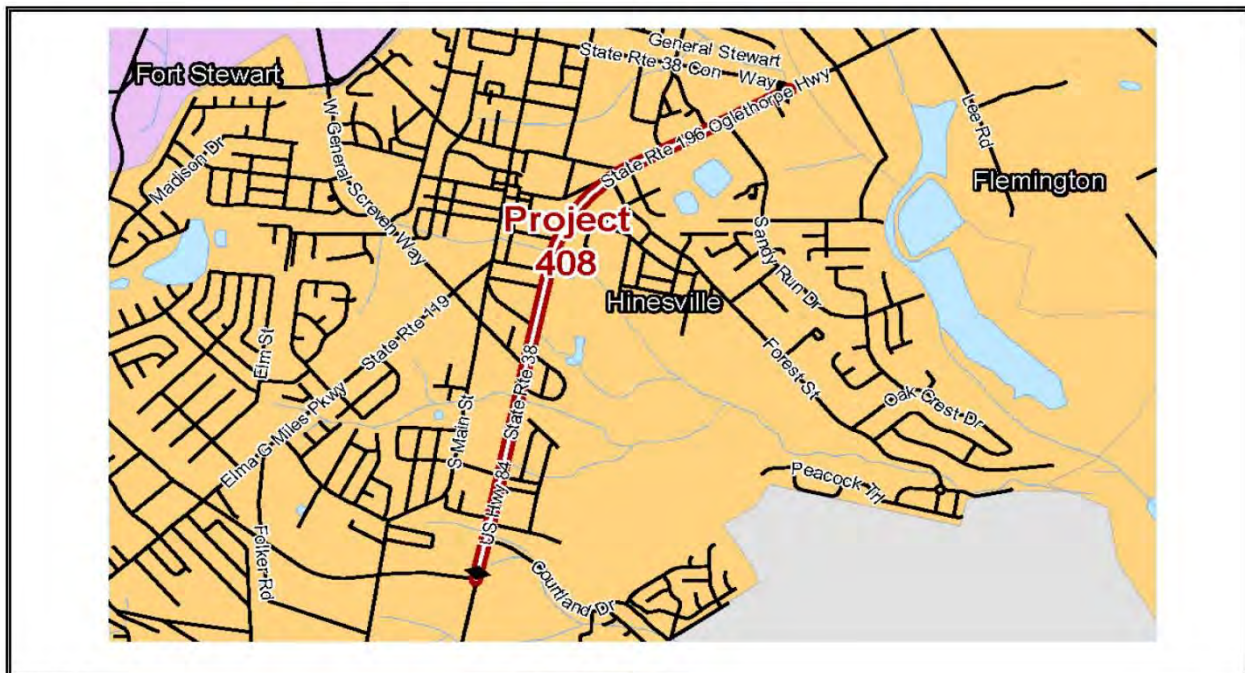 General Stewart
State Rte 38 Con Way
Fort Stewart
W General Screven Way
State Rte 196 Oglethorpe Hwy
Lee Rd
Madison Dr
Flemington
Project
408
Sandy Run Dr
Hinesville
Elm St
State Rte 119
State Rte 38
Forest St
Oak Crest Dr
S Main St
Elma G Miles Pkwy
Peacock Trl
US Hwy 84
Folker Rd
Courtland Dr